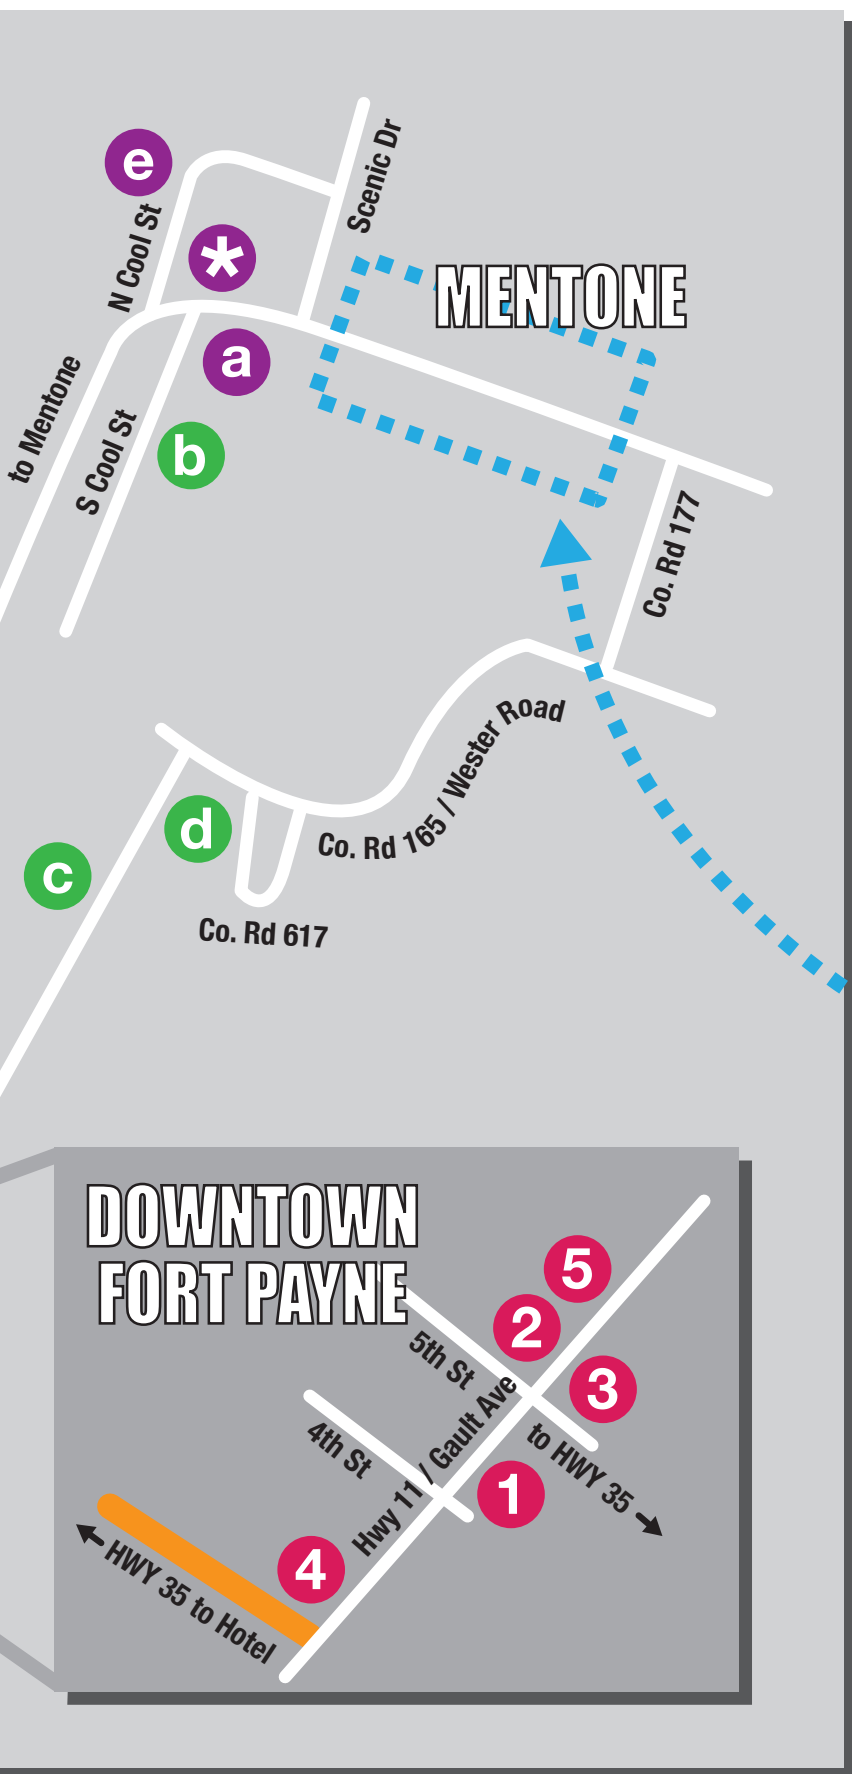 Scenic Dr
e
N Cool St
*
MENTONE
a
to Mentone
S Cool St
b
Co. Rd 177
Co. Rd 165 / Wester Road
d
c
Co. Rd 617
DOWNTOWN
FORT PAYNE
5
2
5th St
3
4th St
Hwy 11 / Gault Ave
to HWY 35
1
4
HWY 35 to Hotel